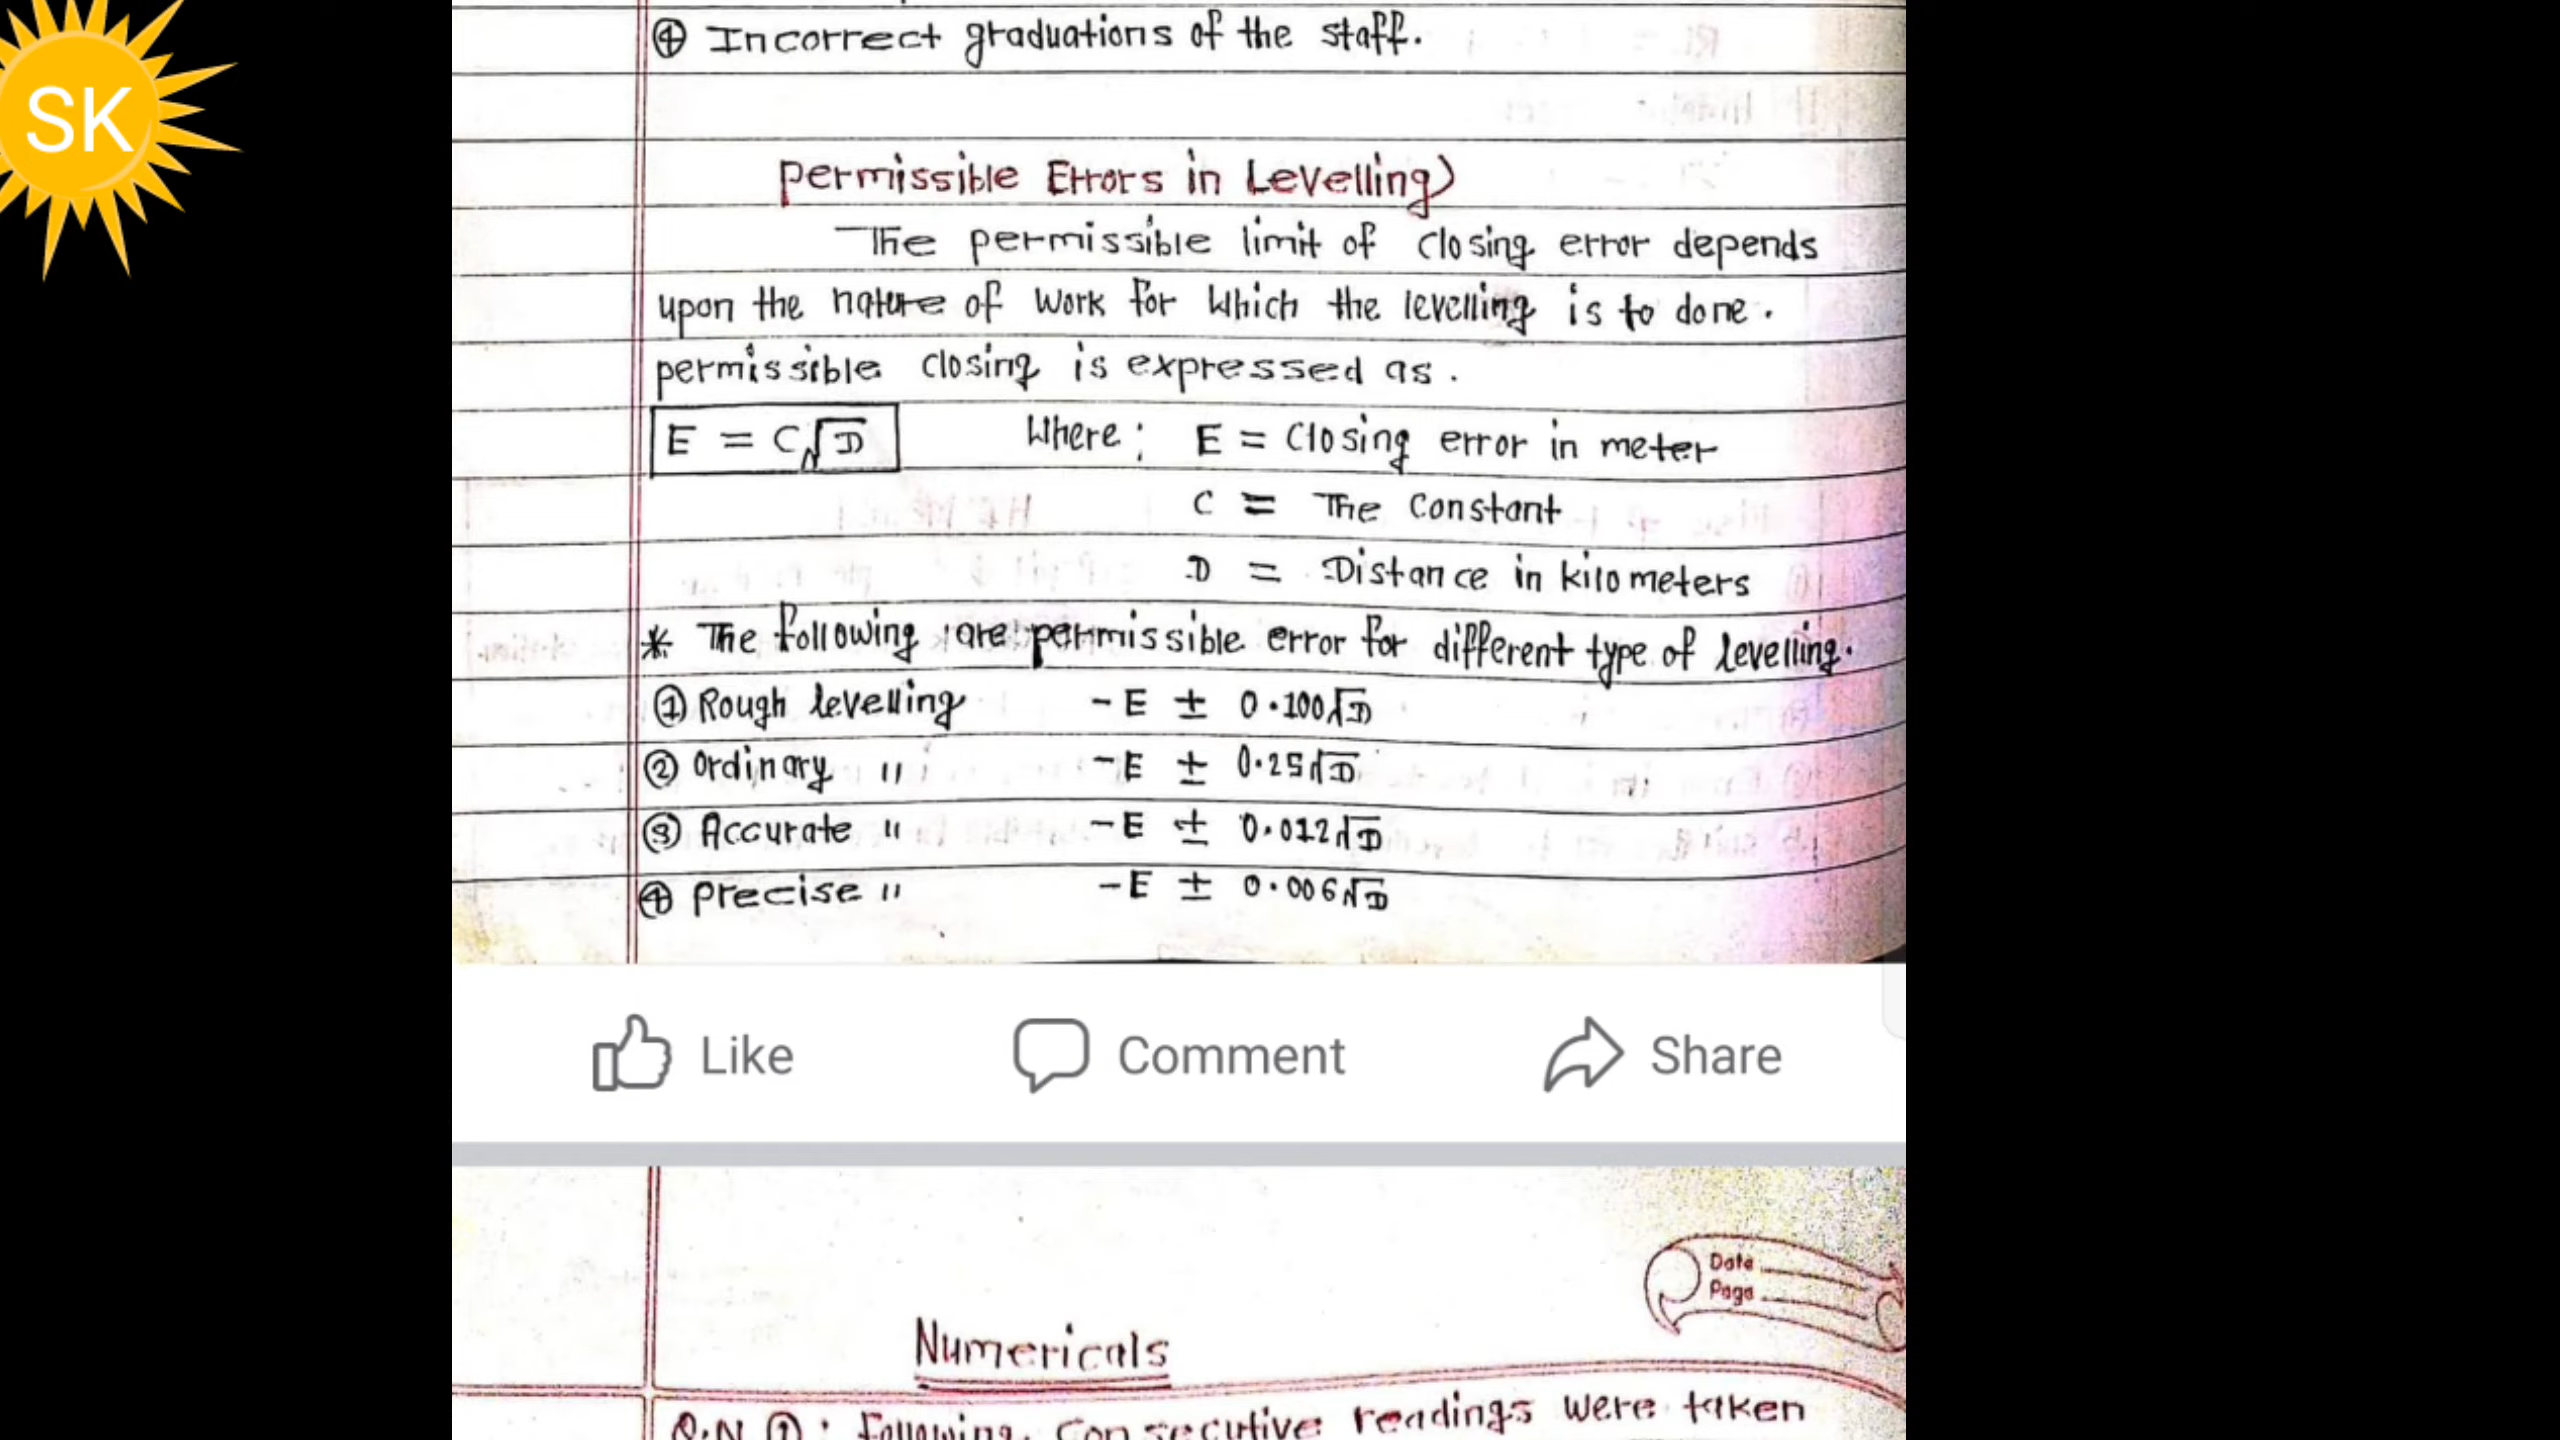 SK
④ Incorrect graduations of the staff.
Permissible Errors in Levelling>
The permissible limit of closing error depends
upon the nature of work for which the levelling is to done.
permissible closing is expressed as.
E = C√D Where: E = Closing error in meter
C = The Constant
D = Distance in kilometers
* The following are permissible error for different type of levelling.
① Rough levelling - E ± 0.100√D
② Ordinary " - E ± 0.25√D
③ Accurate " - E ± 0.012√D
④ Precise " - E ± 0.006√D
Like Comment Share
Date
Page
Numericals
Q.N ①: Following consecutive readings were taken